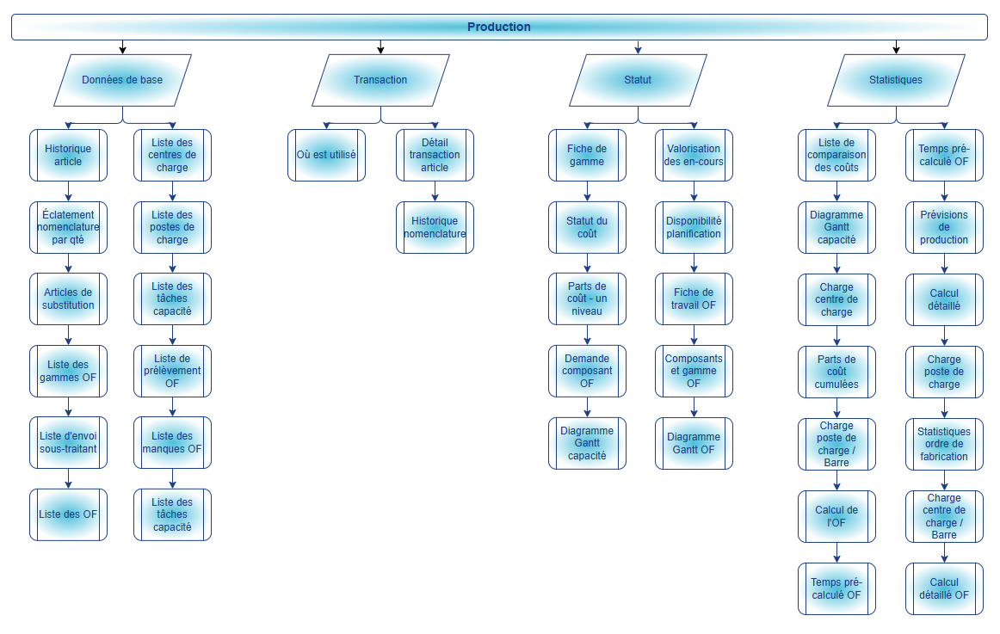 Production
Données de base
Historique
article
Éclatement
nomenclature
par qté
Articles de
substitution
Liste des
gammes OF
Liste d'envoi
sous-traitant
Liste des OF
Liste des
centres de
charge
Liste des
postes de
charge
Liste des
tâches
capacité
Liste de
prélèvement
OF
Liste des
manques OF
Liste des
tâches
capacité
Transaction
Où est utilisé
Détail
transaction
article
Historique
nomenclature
Statut
Fiche de
gamme
Statut du
coût
Parts de
coût - un
niveau
Demande
composant
OF
Diagramme
Gantt
capacité
Valorisation
des en-cours
Disponibilité
planification
Fiche de
travail OF
Composants
et gamme
OF
Diagramme
Gantt OF
Statistiques
Liste de
comparaison
des coûts
Diagramme
Gantt
capacité
Charge
centre de
charge
Parts de
coût
cumulées
Charge
poste de
charge /
Barre
Calcul de
l'OF
Temps pré-
calculé OF
Temps pré-
calculé OF
Prévisions
de
production
Calcul
détaillé
Charge
poste de
charge
Statistiques
ordre de
fabrication
Charge
centre de
charge /
Barre
Calcul
détaillé OF